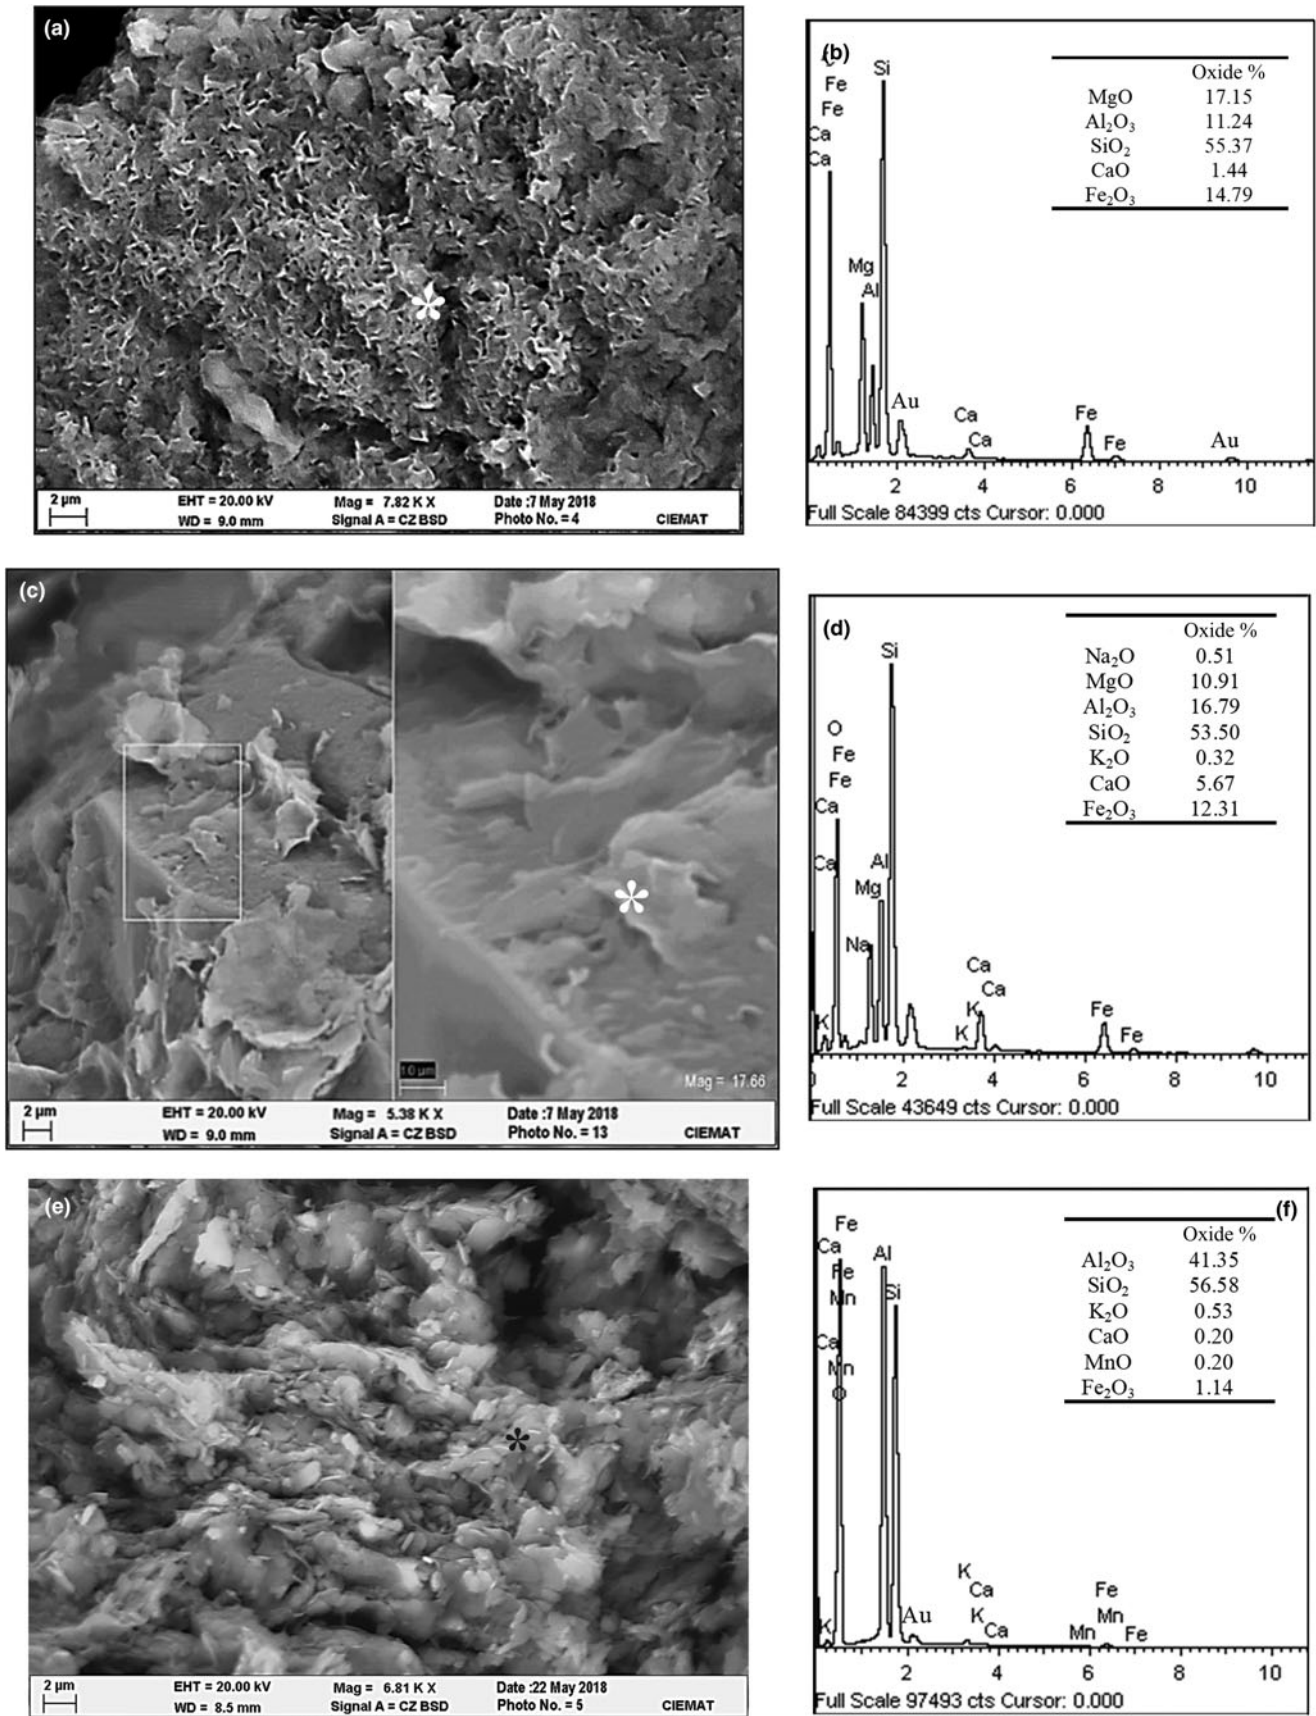 (a)
2 µm
EHT = 20.00 kV
Mag = 7.82 K X
Date :7 May 2018
WD = 9.0 mm
Signal A = CZ BSD
Photo No. = 4
CIEMAT
(b)
Fe
Fe
Ca
Ca
Si
Mg
Al
Au
Ca
Ca
Fe
Fe
Au
Oxide %
MgO 17.15
Al₂O₃ 11.24
SiO₂ 55.37
CaO 1.44
Fe₂O₃ 14.79
2 4 6 8 10
Full Scale 84399 cts Cursor: 0.000
(c)
10 µm
Mag = 17.66
2 µm
EHT = 20.00 kV
Mag = 5.38 K X
Date :7 May 2018
WD = 9.0 mm
Signal A = CZ BSD
Photo No. = 13
CIEMAT
(d)
Si
O
Fe
Fe
Ca
Ca
Al
Mg
Na
K
Ca
Ca
K
K
Fe
Fe
Oxide %
Na₂O 0.51
MgO 10.91
Al₂O₃ 16.79
SiO₂ 53.50
K₂O 0.32
CaO 5.67
Fe₂O₃ 12.31
0 2 4 6 8 10
Full Scale 43649 cts Cursor: 0.000
(e)
2 µm
EHT = 20.00 kV
Mag = 6.81 K X
Date :22 May 2018
WD = 8.5 mm
Signal A = CZ BSD
Photo No. = 5
CIEMAT
(f)
Fe
Ca
Fe
Mn
Ca
Mn
O
Al
Si
K
Au
K
Ca
K
Ca
Fe
Mn
Mn
Fe
Oxide %
Al₂O₃ 41.35
SiO₂ 56.58
K₂O 0.53
CaO 0.20
MnO 0.20
Fe₂O₃ 1.14
2 4 6 8 10
Full Scale 97493 cts Cursor: 0.000